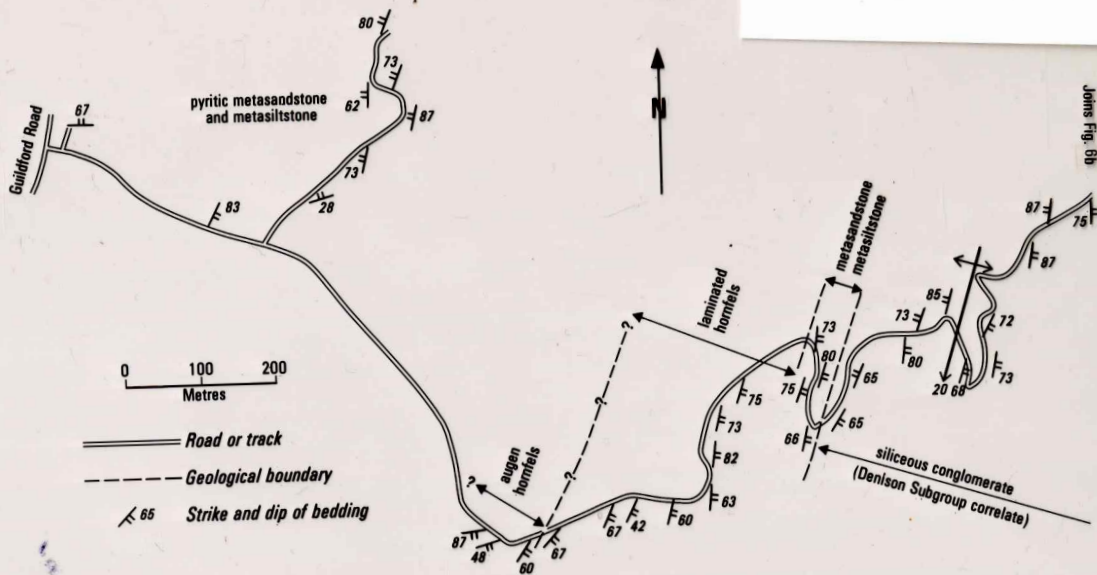 80
73
62
87
pyritic metasandstone
and metasiltstone
67
Guildford Road
73
28
83
N
Joins Fig. 6b
metasandstone
metasiltstone
laminated
hornfels
87
75
87
85
73
80
72
73
20
68
73
80
75
65
65
66
siliceous conglomerate
(Denison Subgroup correlate)
?
?
?
75
73
82
63
60
42
67
augen
hornfels
?
67
60
48
87
0 100 200
Metres
Road or track
Geological boundary
65 Strike and dip of bedding